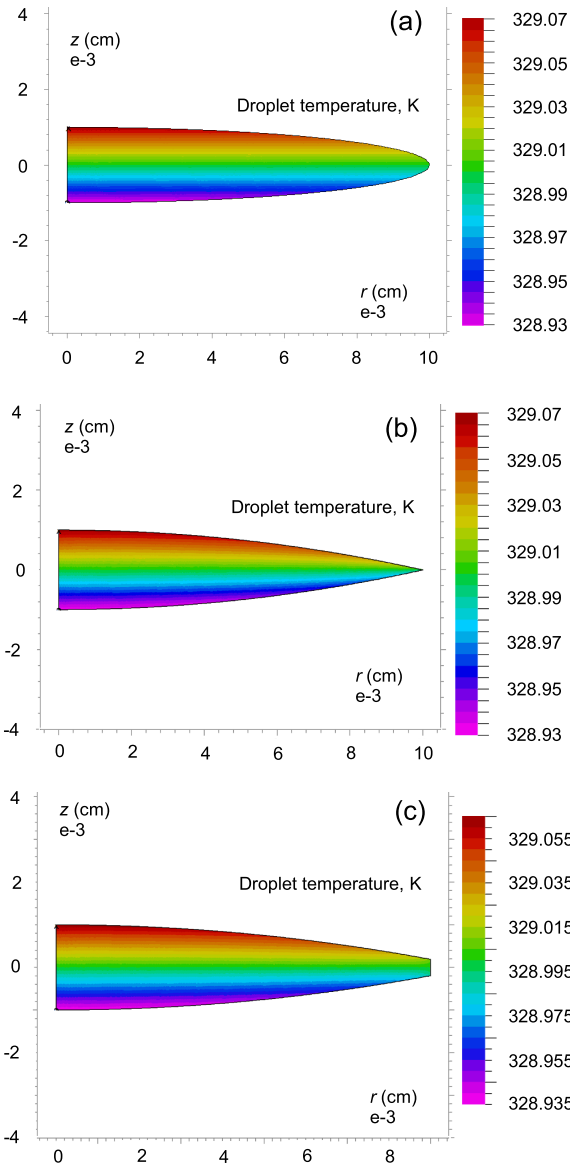 (a)
4
z (cm)
e-3
2
Droplet temperature, K
0
-2
r (cm)
e-3
-4
0 2 4 6 8 10
329.07
329.05
329.03
329.01
328.99
328.97
328.95
328.93
(b)
4
z (cm)
e-3
2
Droplet temperature, K
0
-2
r (cm)
e-3
-4
0 2 4 6 8 10
329.07
329.05
329.03
329.01
328.99
328.97
328.95
328.93
(c)
4
z (cm)
e-3
2
Droplet temperature, K
0
-2
r (cm)
e-3
-4
0 2 4 6 8
329.055
329.035
329.015
328.995
328.975
328.955
328.935